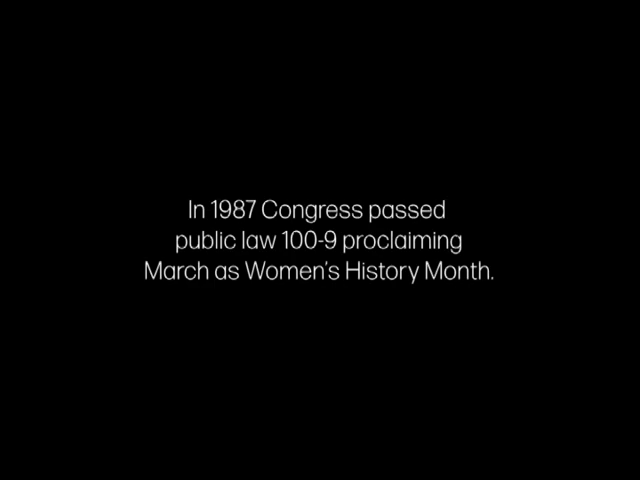 In 1987 Congress passed
public law 100-9 proclaiming
March as Women’s History Month.